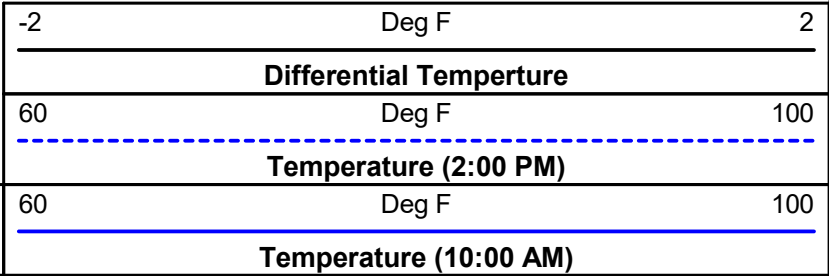 -2 Deg F 2
Differential Temperture
60 Deg F 100
Temperature (2:00 PM)
60 Deg F 100
Temperature (10:00 AM)